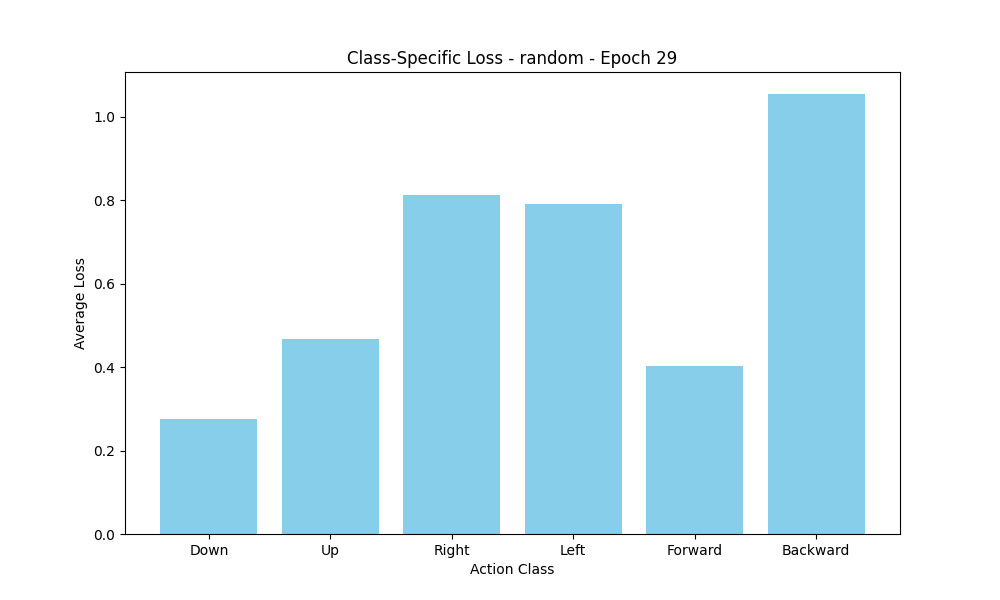 Class-Specific Loss - random - Epoch 29
Average Loss
1.0
0.8
0.6
0.4
0.2
0.0
Down Up Right Left Forward Backward
Action Class